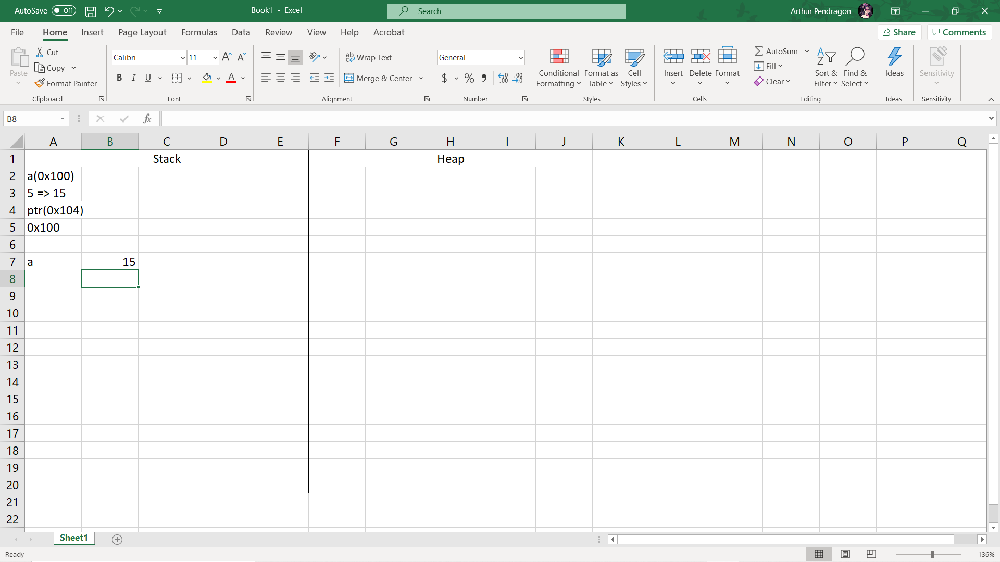 AutoSave Off Book1 - Excel Search Arthur Pendragon
File Home Insert Page Layout Formulas Data Review View Help Acrobat Share Comments
Paste Cut Copy Format Painter Clipboard
Calibri 11 B I U A Font
Wrap Text Merge & Center Alignment
General $ % Number
Conditional Formatting Format as Table Cell Styles Styles
Insert Delete Format Cells
AutoSum Fill Clear Sort & Filter Find & Select Editing
Ideas Ideas
Sensitivity Sensitivity
B8 fx
A B C D E F G H I J K L M N O P Q
1 Stack Heap
2 a(0x100)
3 5 => 15
4 ptr(0x104)
5 0x100
6
7 a 15
8
9
10
11
12
13
14
15
16
17
18
19
20
21
22
Sheet1
Ready 136%